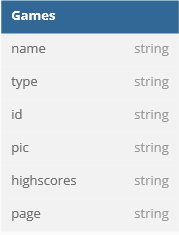 Games
name string
type string
id string
pic string
highscores string
page string